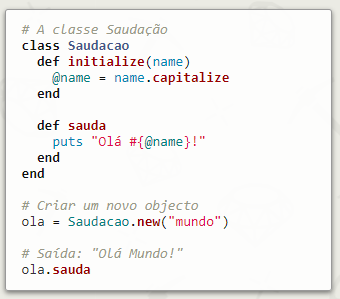 # A classe Saudação
class Saudacao
  def initialize(name)
    @name = name.capitalize
  end

  def sauda
    puts "Olá #{@name}!"
  end
end

# Criar um novo objecto
ola = Saudacao.new("mundo")

# Saída: "Olá Mundo!"
ola.sauda